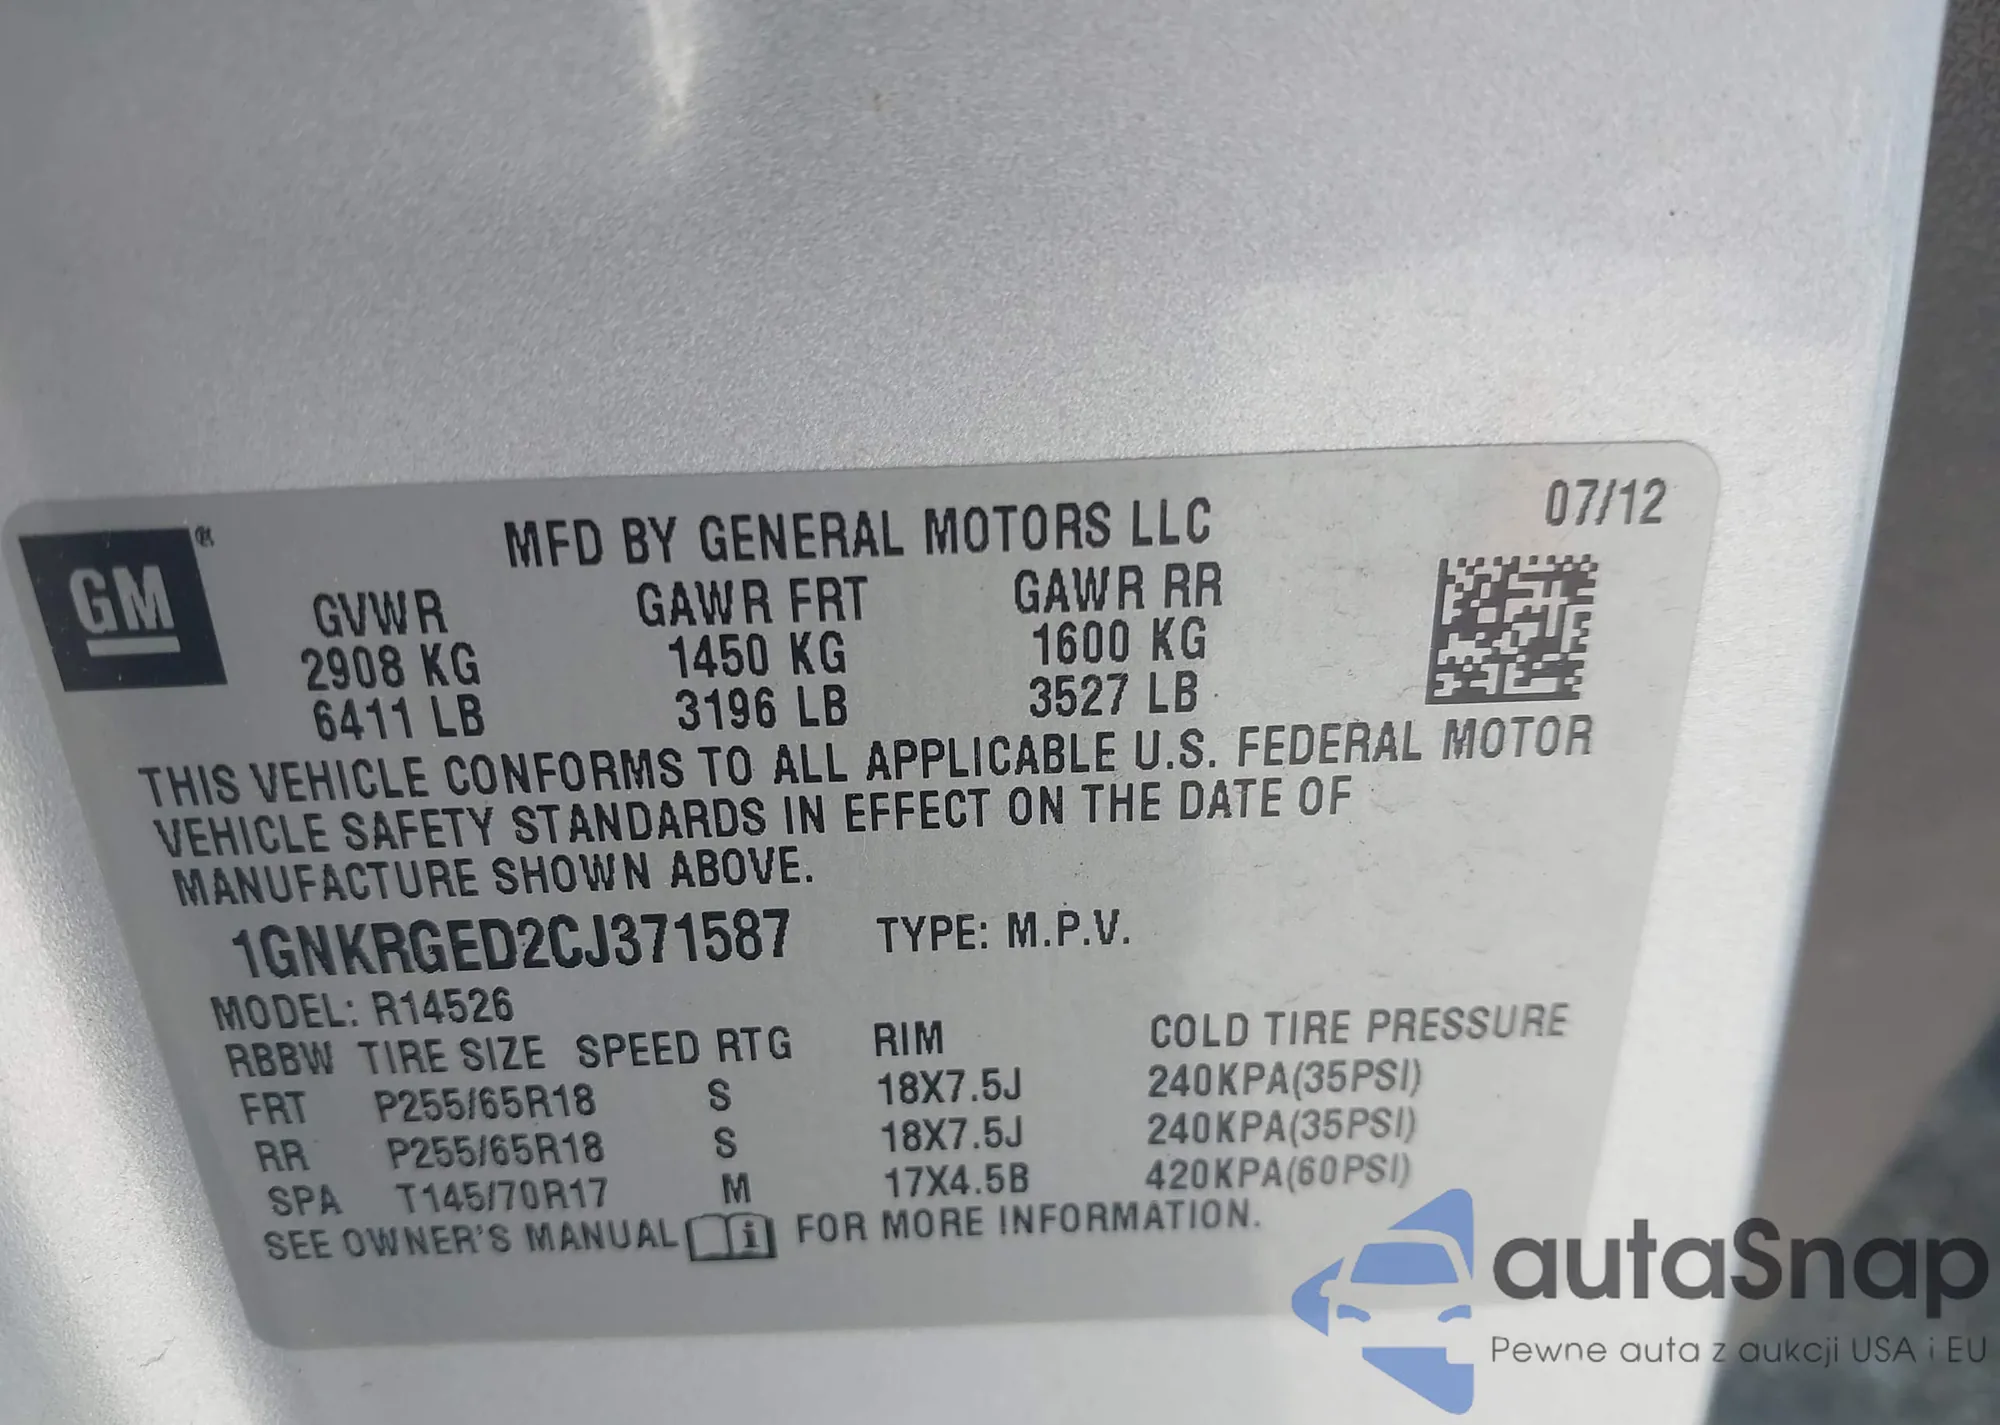 GM®
MFD BY GENERAL MOTORS LLC
07/12
GVWR GAWR FRT GAWR RR
2908 KG 1450 KG 1600 KG
6411 LB 3196 LB 3527 LB
THIS VEHICLE CONFORMS TO ALL APPLICABLE U.S. FEDERAL MOTOR
VEHICLE SAFETY STANDARDS IN EFFECT ON THE DATE OF
MANUFACTURE SHOWN ABOVE.
1GNKRGED2CJ371587 TYPE: M.P.V.
MODEL: R14526
RBBW TIRE SIZE SPEED RTG RIM COLD TIRE PRESSURE
FRT P255/65R18 S 18X7.5J 240KPA(35PSI)
RR P255/65R18 S 18X7.5J 240KPA(35PSI)
SPA T145/70R17 M 17X4.5B 420KPA(60PSI)
SEE OWNER'S MANUAL FOR MORE INFORMATION.
autaSnap
Pewne auta z aukcji USA i EU